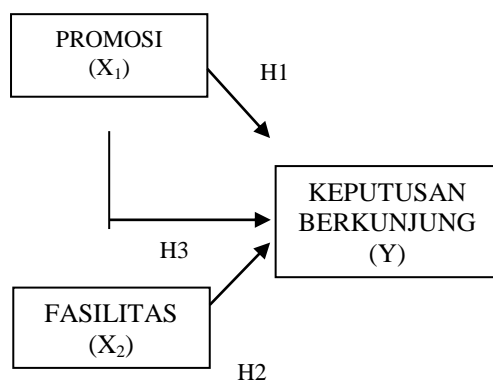 PROMOSI
(X₁)
H1
KEPUTUSAN
BERKUNJUNG
(Y)
H3
FASILITAS
(X₂)
H2